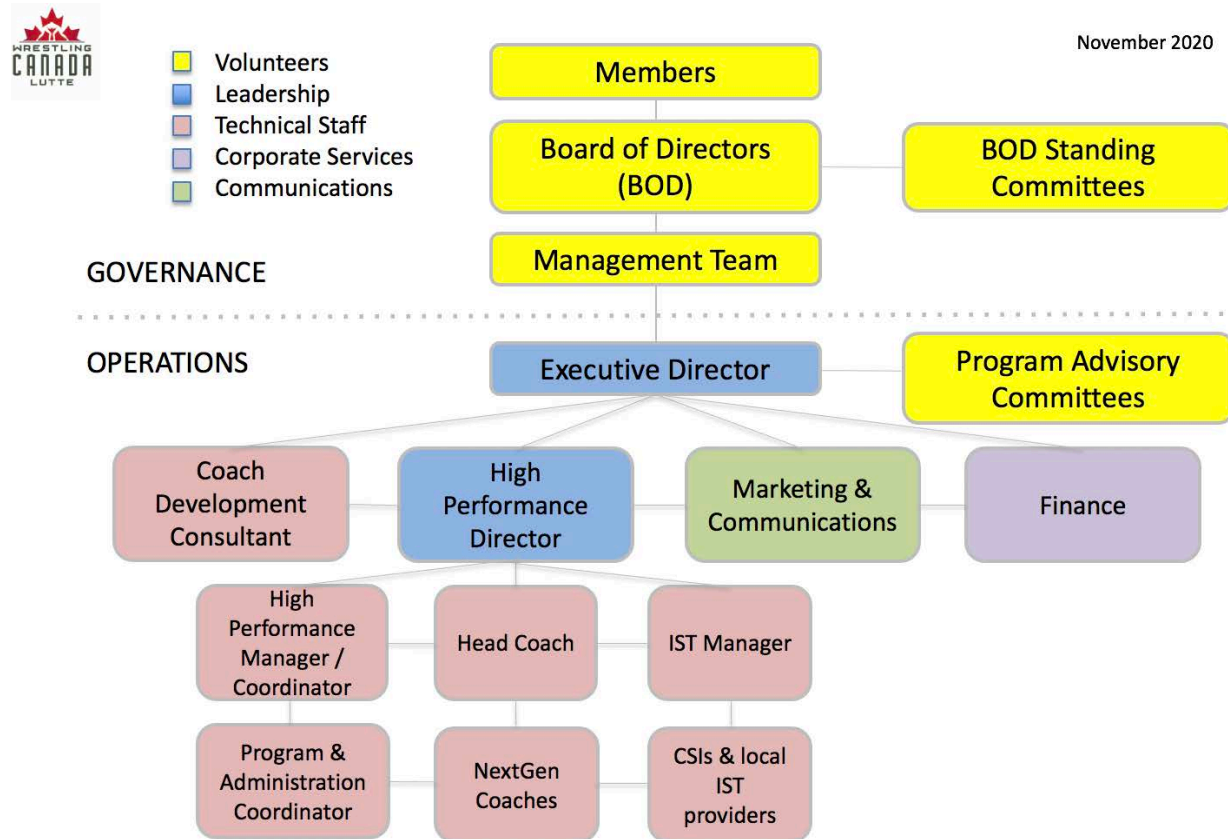 WRESTLING
CANADA
LUTTE
November 2020
Volunteers
Leadership
Technical Staff
Corporate Services
Communications
Members
Board of Directors
(BOD)
BOD Standing
Committees
Management Team
GOVERNANCE
OPERATIONS
Executive Director
Program Advisory
Committees
Coach
Development
Consultant
High
Performance
Director
Marketing &
Communications
Finance
High
Performance
Manager /
Coordinator
Head Coach
IST Manager
Program &
Administration
Coordinator
NextGen
Coaches
CSIs & local
IST
providers